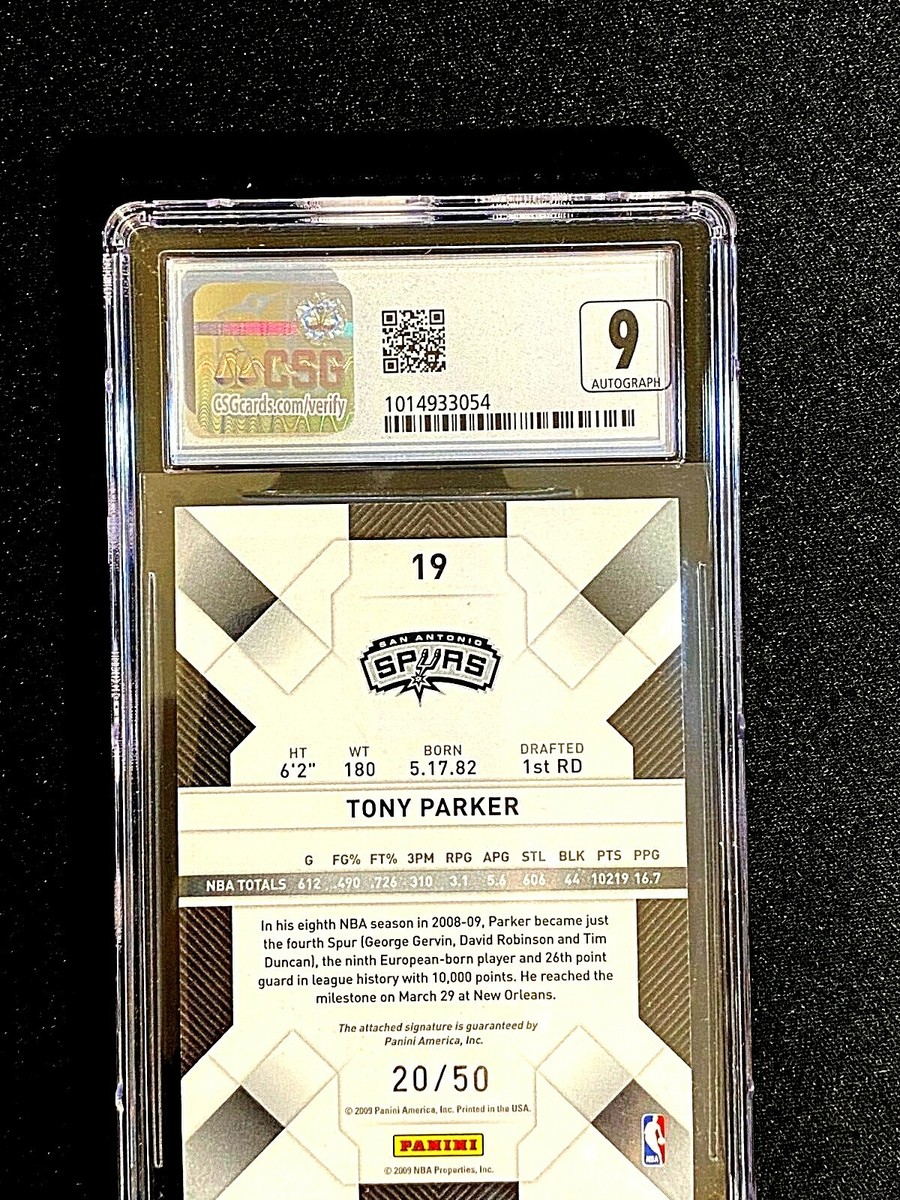 CSG
CSGcards.com/verify
1014933054
9
AUTOGRAPH
19
SAN ANTONIO
SPURS
HT WT BORN DRAFTED
6'2" 180 5.17.82 1st RD
TONY PARKER
G FG% FT% 3PM RPG APG STL BLK PTS PPG
NBA TOTALS 612 .490 .726 310 3.1 5.6 606 44 10219 16.7
In his eighth NBA season in 2008-09, Parker became just
the fourth Spur (George Gervin, David Robinson and Tim
Duncan), the ninth European-born player and 26th point
guard in league history with 10,000 points. He reached the
milestone on March 29 at New Orleans.
The attached signature is guaranteed by
Panini America, Inc.
20/50
© 2009 Panini America, Inc. Printed in the USA.
PANINI
NBA
© 2009 NBA Properties, Inc.